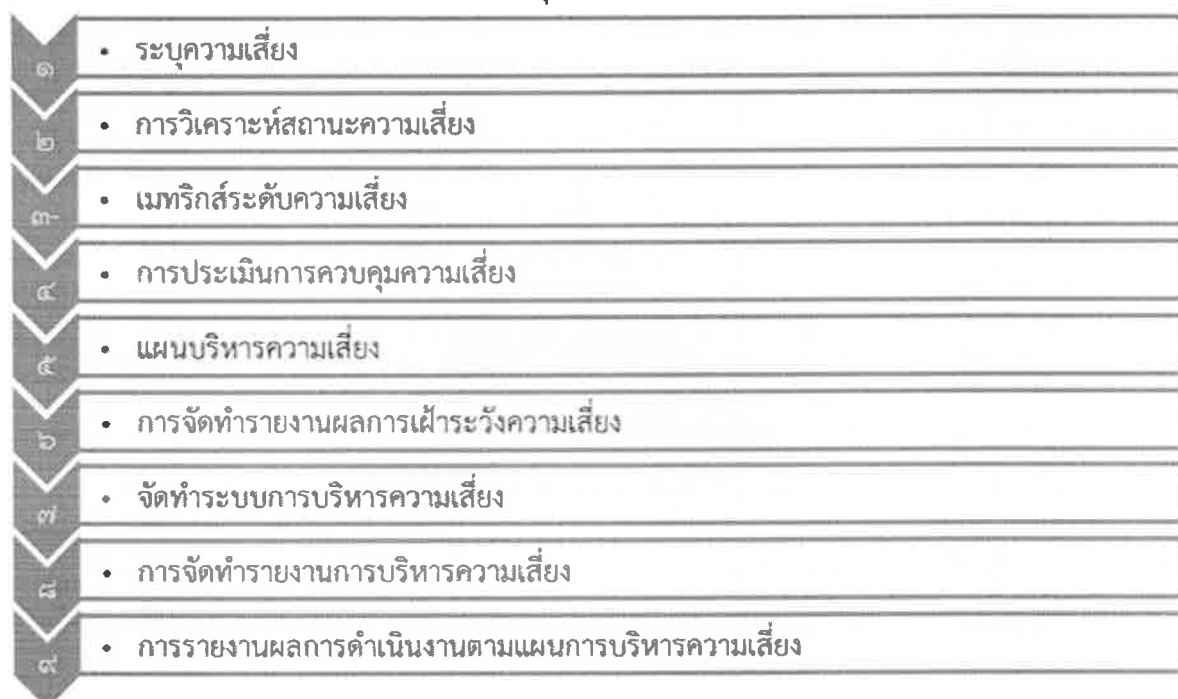 ๑ • ระบุความเสี่ยง
๒ • การวิเคราะห์สถานะความเสี่ยง
๓ • เมทริกส์ระดับความเสี่ยง
๔ • การประเมินการควบคุมความเสี่ยง
๕ • แผนบริหารความเสี่ยง
๖ • การจัดทำรายงานผลการเฝ้าระวังความเสี่ยง
๗ • จัดทำระบบการบริหารความเสี่ยง
๘ • การจัดทำรายงานการบริหารความเสี่ยง
๙ • การรายงานผลการดำเนินงานตามแผนการบริหารความเสี่ยง